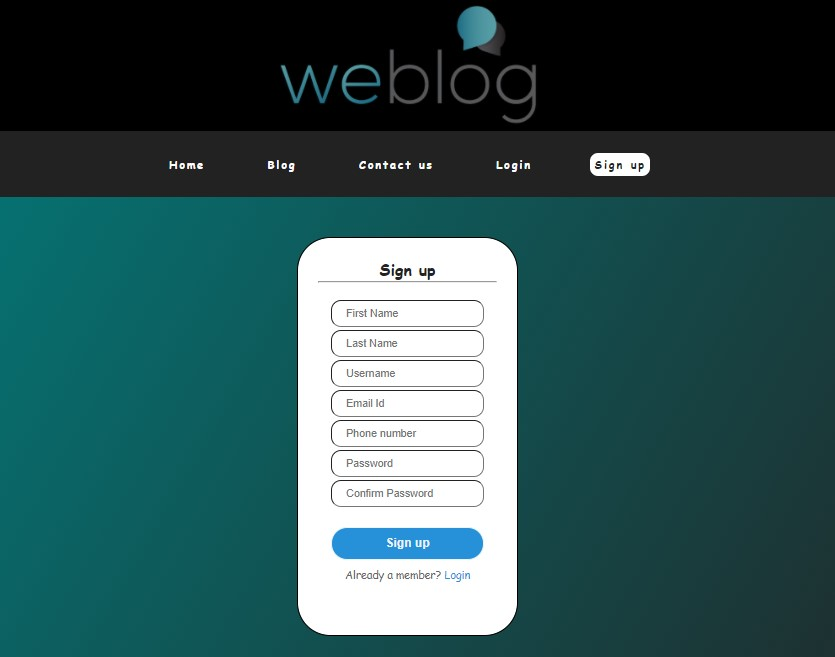 weblog
Home Blog Contact us Login Sign up
Sign up
First Name
Last Name
Username
Email Id
Phone number
Password
Confirm Password
Sign up
Already a member? Login